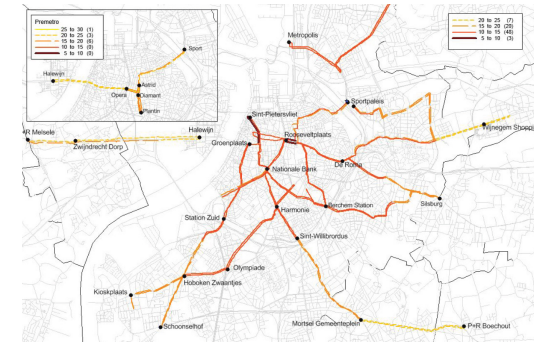 Premetro
25 to 30 (1)
20 to 25 (3)
15 to 20 (6)
10 to 15 (0)
5 to 10 (0)
Sport
Halewijn
Astrid
Opera
Diamant
Plantin
20 to 25 (7)
15 to 20 (20)
10 to 15 (48)
5 to 10 (3)
Metropolis
Sportpaleis
Sint-Pietersvliet
Wijnegem Shoppi
Halewijn
Rooseveltplaats
P+R Melsele
Zwijndrecht Dorp
Groenplaats
De Roma
Nationale Bank
Silsburg
Berchem Station
Harmonie
Station Zuid
Sint-Willibrordus
Olympiade
Hoboken Zwaantjes
Kioskplaats
Mortsel Gemeenteplein
Schoonselhof
P+R Boechout